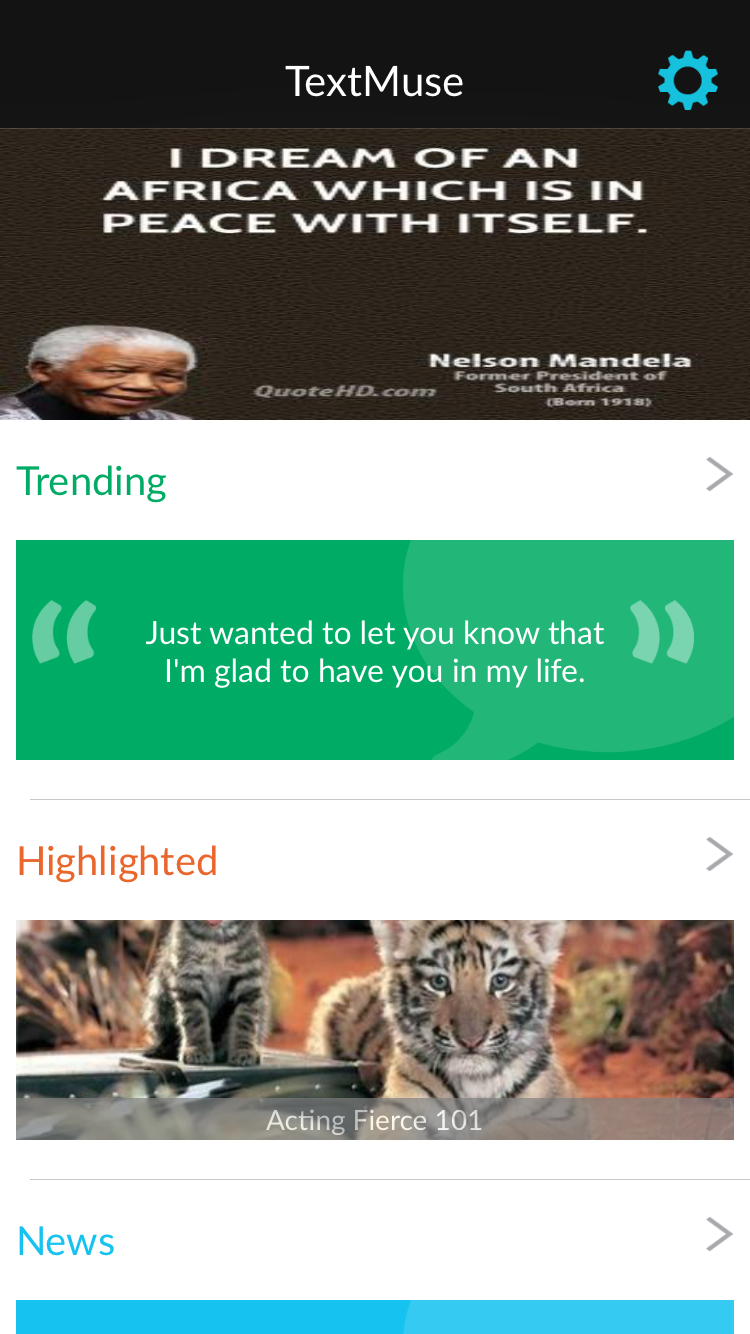 TextMuse
I DREAM OF AN
AFRICA WHICH IS IN
PEACE WITH ITSELF.
Nelson Mandela
Former President of
South Africa
(Born 1918)
QuoteHD.com
Trending
“ Just wanted to let you know that ”
I'm glad to have you in my life.
Highlighted
Acting Fierce 101
News